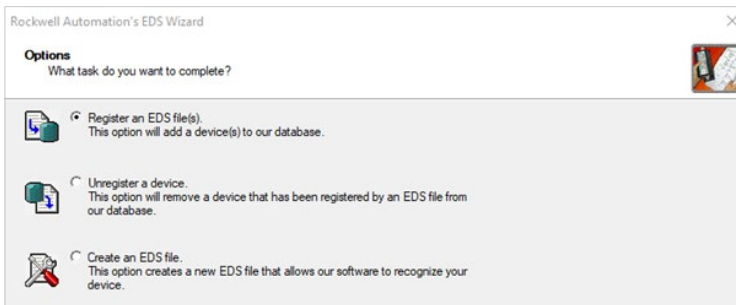 Rockwell Automation's EDS Wizard
Options
What task do you want to complete?
Register an EDS file(s).
This option will add a device(s) to our database.
Unregister a device.
This option will remove a device that has been registered by an EDS file from
our database.
Create an EDS file.
This option creates a new EDS file that allows our software to recognize your
device.